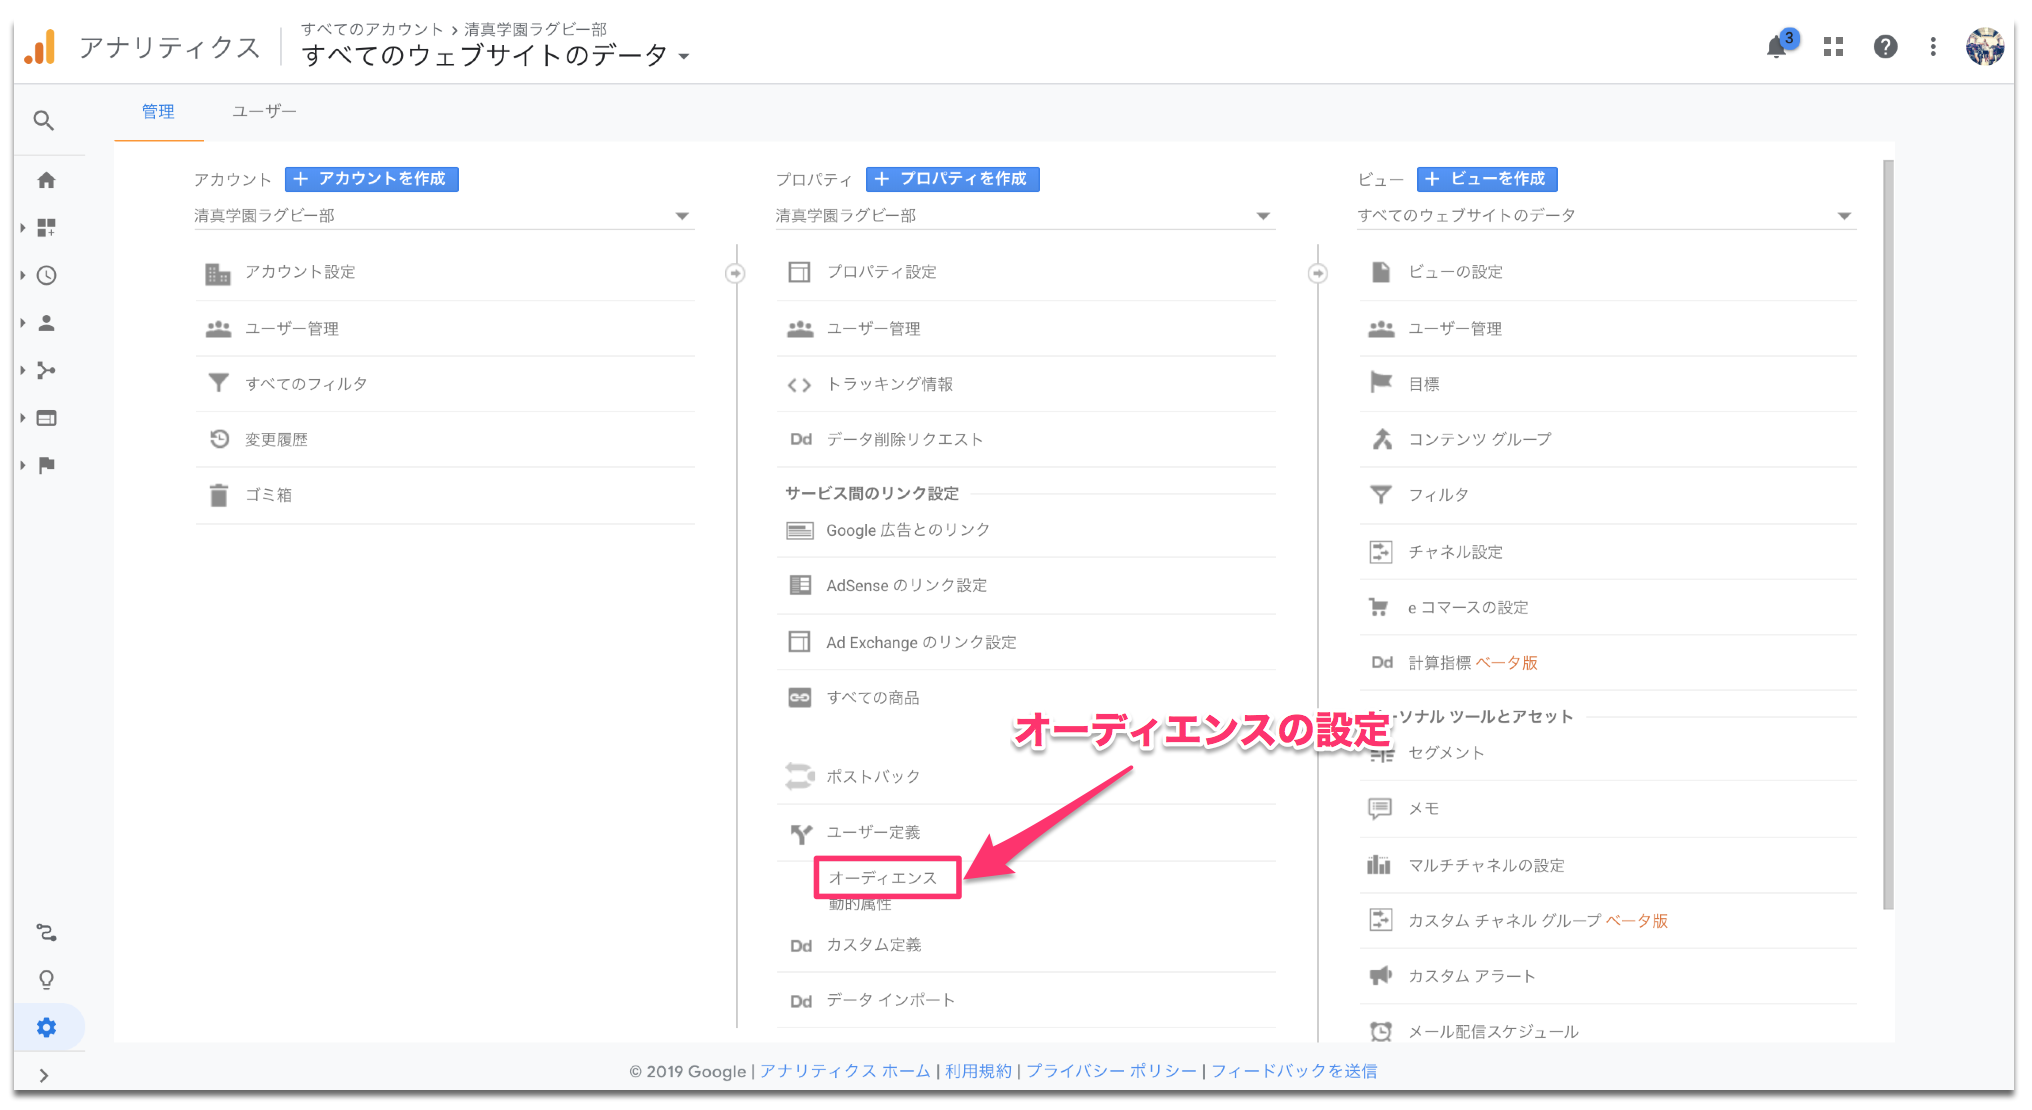 アナリティクス
すべてのアカウント > 清真学園ラグビー部
すべてのウェブサイトのデータ
3
管理
ユーザー
アカウント
+ アカウントを作成
清真学園ラグビー部
アカウント設定
ユーザー管理
すべてのフィルタ
変更履歴
ゴミ箱
プロパティ
+ プロパティを作成
清真学園ラグビー部
プロパティ設定
ユーザー管理
<> トラッキング情報
Dd データ削除リクエスト
サービス間のリンク設定
Google 広告とのリンク
AdSense のリンク設定
Ad Exchange のリンク設定
すべての商品
ポストバック
ユーザー定義
オーディエンス
動的属性
Dd カスタム定義
Dd データ インポート
オーディエンスの設定
ビュー
+ ビューを作成
すべてのウェブサイトのデータ
ビューの設定
ユーザー管理
目標
コンテンツ グループ
フィルタ
チャネル設定
e コマースの設定
Dd 計算指標 ベータ版
ーソナル ツールとアセット
セグメント
メモ
マルチチャネルの設定
カスタム チャネル グループ ベータ版
カスタム アラート
メール配信スケジュール
© 2019 Google | アナリティクス ホーム | 利用規約 | プライバシー ポリシー | フィードバックを送信